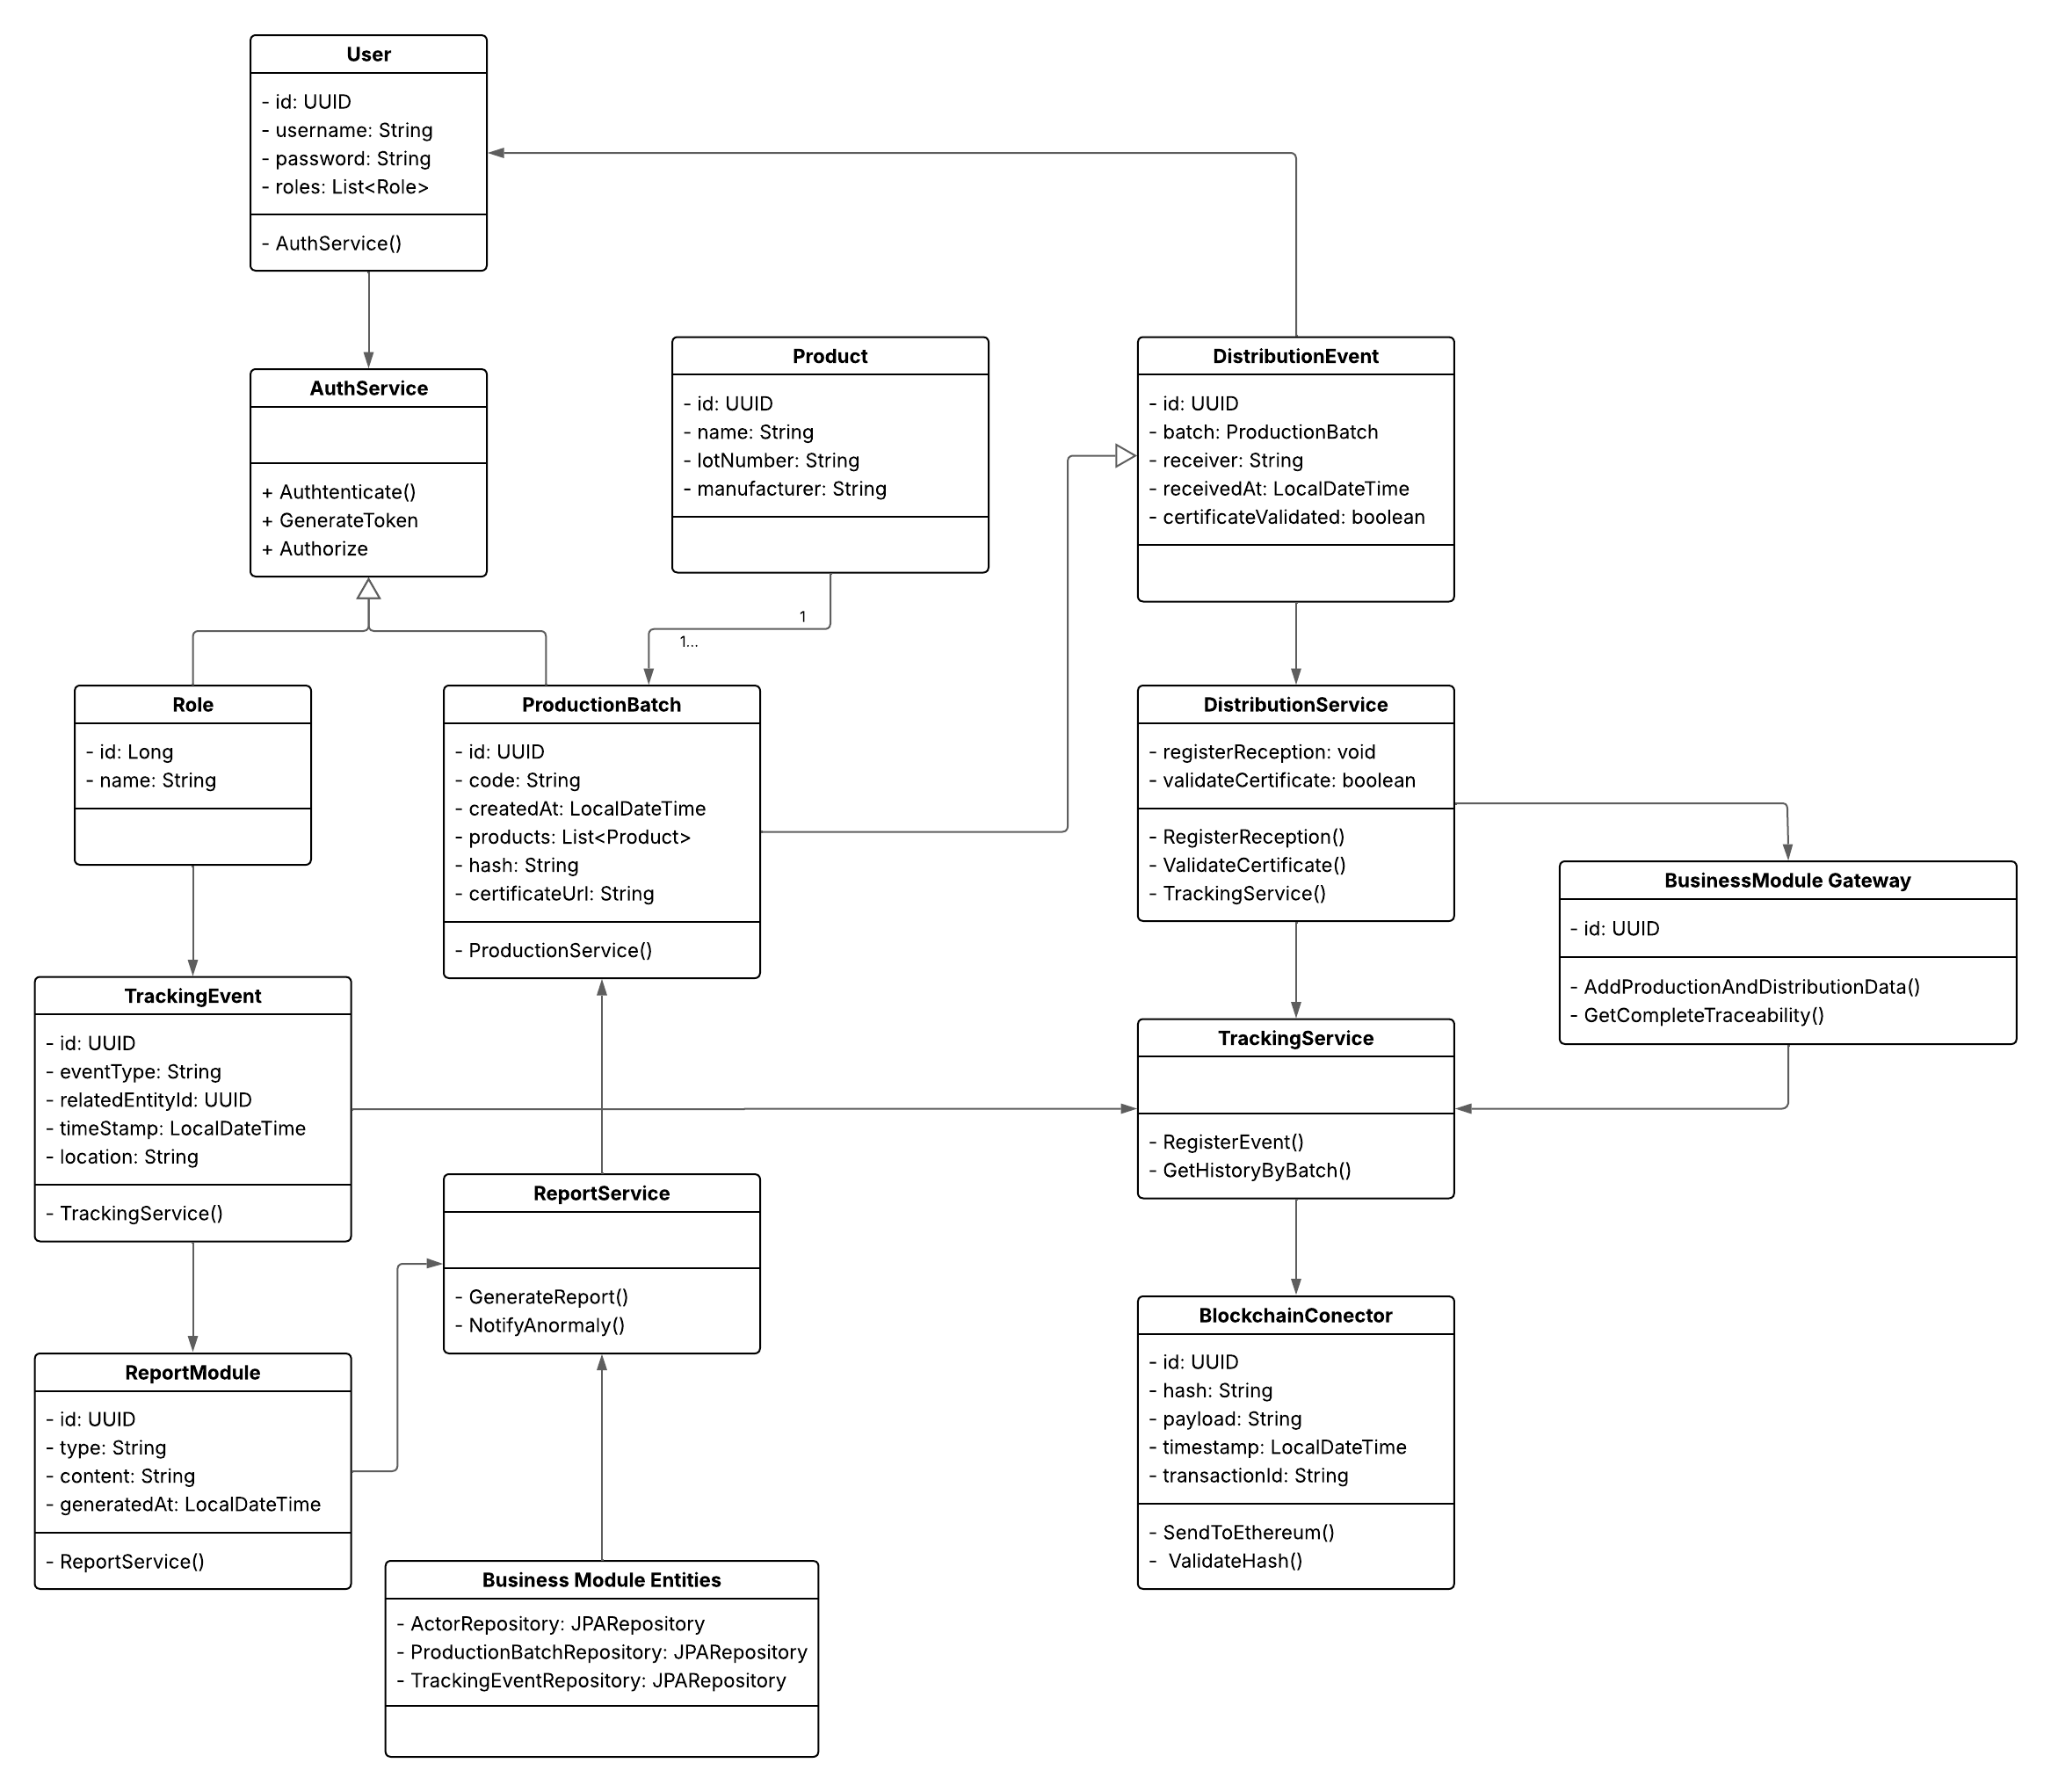 User
- id: UUID
- username: String
- password: String
- roles: List<Role>
- AuthService()
AuthService
+ Authtenticate()
+ GenerateToken
+ Authorize
Product
- id: UUID
- name: String
- lotNumber: String
- manufacturer: String
1
1...
DistributionEvent
- id: UUID
- batch: ProductionBatch
- receiver: String
- receivedAt: LocalDateTime
- certificateValidated: boolean
Role
- id: Long
- name: String
ProductionBatch
- id: UUID
- code: String
- createdAt: LocalDateTime
- products: List<Product>
- hash: String
- certificateUrl: String
- ProductionService()
DistributionService
- registerReception: void
- validateCertificate: boolean
- RegisterReception()
- ValidateCertificate()
- TrackingService()
BusinessModule Gateway
- id: UUID
- AddProductionAndDistributionData()
- GetCompleteTraceability()
TrackingEvent
- id: UUID
- eventType: String
- relatedEntityId: UUID
- timeStamp: LocalDateTime
- location: String
- TrackingService()
TrackingService
- RegisterEvent()
- GetHistoryByBatch()
ReportService
- GenerateReport()
- NotifyAnormaly()
BlockchainConector
- id: UUID
- hash: String
- payload: String
- timestamp: LocalDateTime
- transactionId: String
- SendToEthereum()
- ValidateHash()
ReportModule
- id: UUID
- type: String
- content: String
- generatedAt: LocalDateTime
- ReportService()
Business Module Entities
- ActorRepository: JPARepository
- ProductionBatchRepository: JPARepository
- TrackingEventRepository: JPARepository